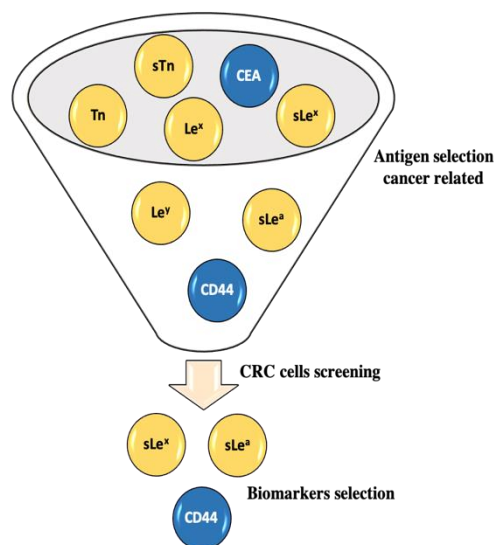 sTn
CEA
Tn
Leˣ
sLeˣ
Antigen selection
cancer related
Leʸ
sLeᵃ
CD44
CRC cells screening
sLeˣ
sLeᵃ
Biomarkers selection
CD44